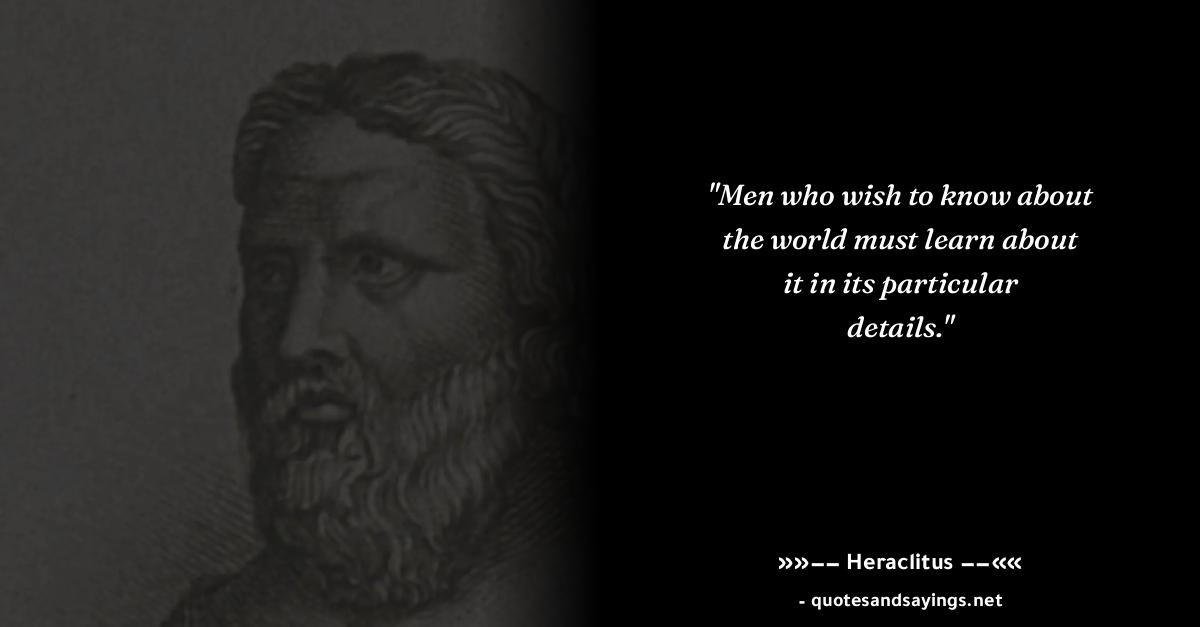 "Men who wish to know about
the world must learn about
it in its particular
details."
»»−− Heraclitus −−««
- quotesandsayings.net